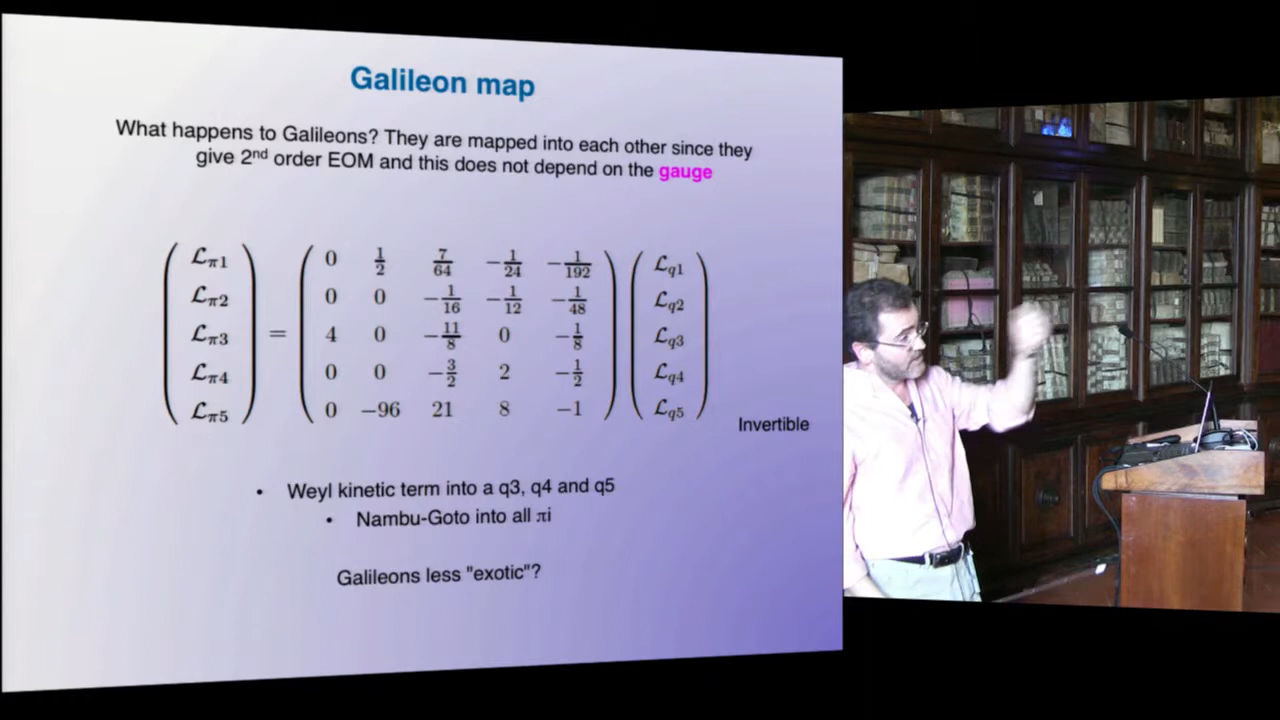 Galileon map
What happens to Galileons? They are mapped into each other since they
give 2nd order EOM and this does not depend on the gauge
ℒπ1 0 1/2 7/64 −1/24 −1/192 ℒq1
ℒπ2 0 0 −1/16 −1/12 −1/48 ℒq2
ℒπ3 = 4 0 −11/8 0 −1/8 ℒq3
ℒπ4 0 0 −3/2 2 −1/2 ℒq4
ℒπ5 0 −96 21 8 −1 ℒq5
Invertible
• Weyl kinetic term into a q3, q4 and q5
• Nambu-Goto into all πi
Galileons less "exotic"?